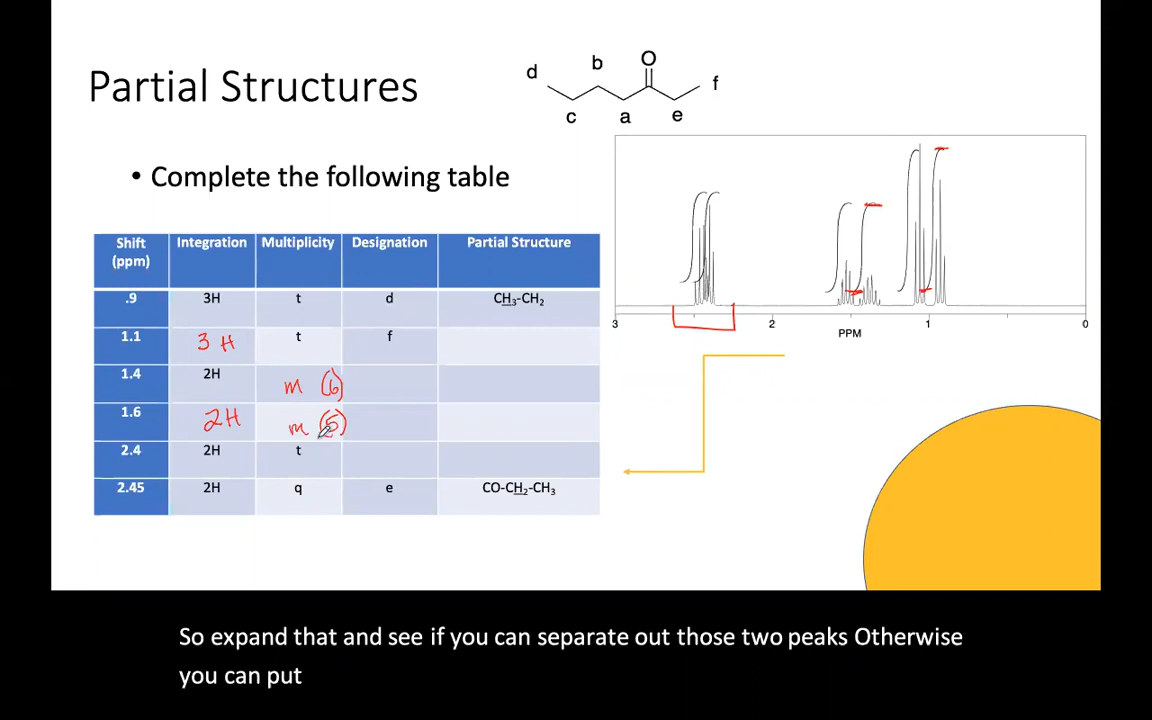 Partial Structures
O
d b f
c a e
• Complete the following table
Shift (ppm) Integration Multiplicity Designation Partial Structure
.9 3H t d CH₃-CH₂
1.1 3 H t f
1.4 2H m (6)
1.6 2H m (5)
2.4 2H t
2.45 2H q e CO-CH₂-CH₃
3 2 1 0
PPM
So expand that and see if you can separate out those two peaks Otherwise
you can put